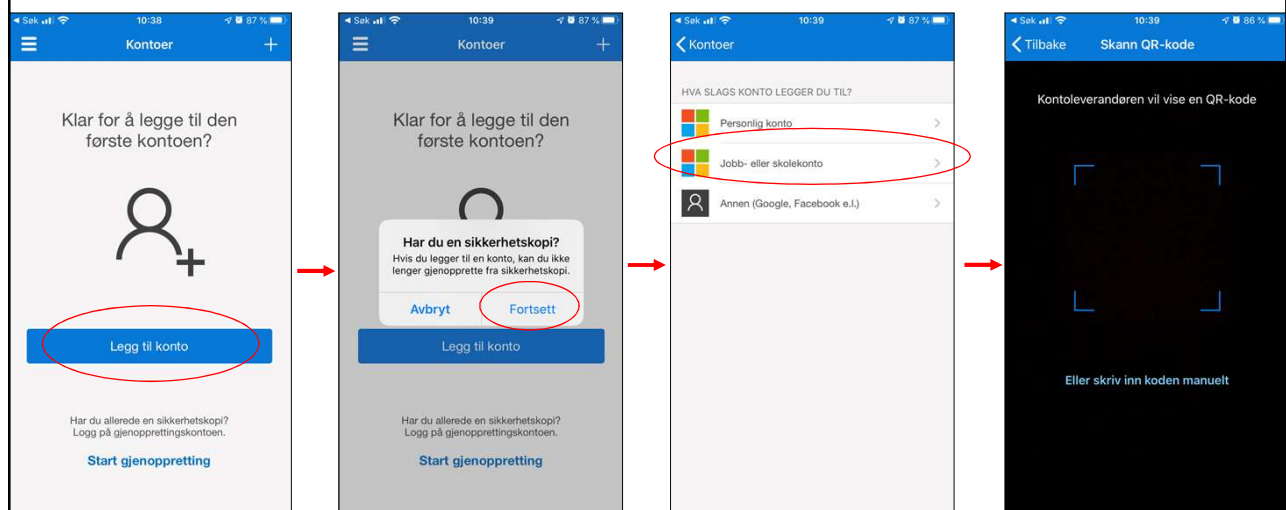 Søk
10:38
87 %
Kontoer
Klar for å legge til den
første kontoen?
Legg til konto
Har du allerede en sikkerhetskopi?
Logg på gjenopprettingskontoen.
Start gjenoppretting
Søk
10:39
87 %
Kontoer
Klar for å legge til den
første kontoen?
Har du en sikkerhetskopi?
Hvis du legger til en konto, kan du ikke
lenger gjenopprette fra sikkerhetskopi.
Avbryt Fortsett
Legg til konto
Har du allerede en sikkerhetskopi?
Logg på gjenopprettingskontoen.
Start gjenoppretting
Søk
10:39
87 %
Kontoer
HVA SLAGS KONTO LEGGER DU TIL?
Personlig konto
Jobb- eller skolekonto
Annen (Google, Facebook e.l.)
Søk
10:39
86 %
Tilbake Skann QR-kode
Kontoleverandøren vil vise en QR-kode
Eller skriv inn koden manuelt